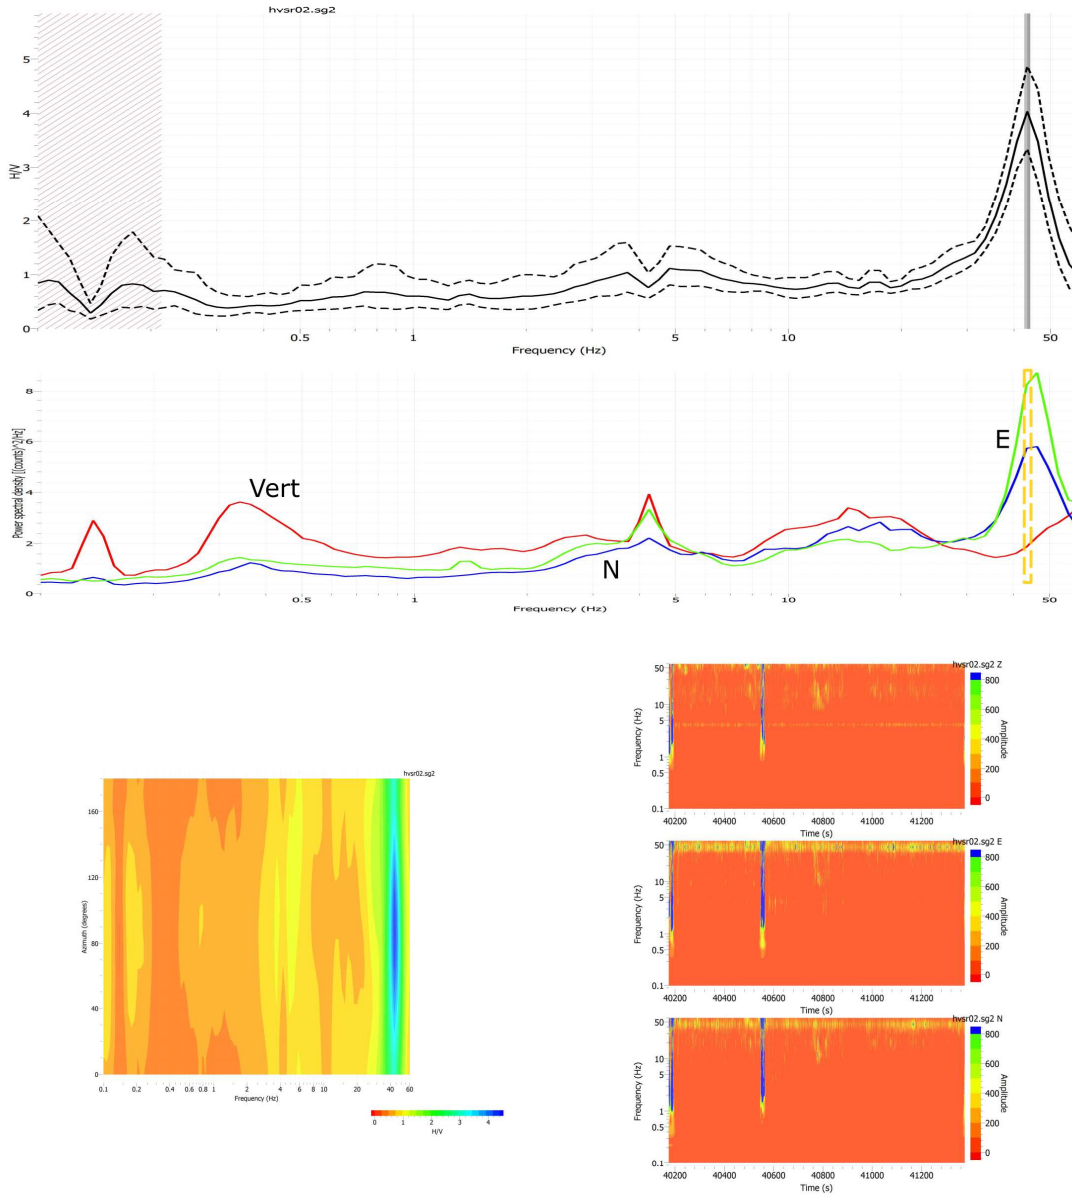 hvsr02.sg2
5
4
3
2
1
0
H/V
0.5 1 5 10 50
Frequency (Hz)
8
6
4
2
0
Power spectral density [(counts)^2/Hz]
Vert
N
E
0.5 1 5 10 50
Frequency (Hz)
hvsr02.sg2
160
120
80
40
0
Azimuth (degrees)
0.1 0.2 0.4 0.6 0.8 1 2 4 6 8 10 20 40 60
Frequency (Hz)
0 1 2 3 4
H/V
hvsr02.sg2 Z
50
10
5
1
0.5
0.1
Frequency (Hz)
40200 40400 40600 40800 41000 41200
Time (s)
800
600
400
200
0
Amplitude
hvsr02.sg2 E
50
10
5
1
0.5
0.1
Frequency (Hz)
40200 40400 40600 40800 41000 41200
Time (s)
800
600
400
200
0
Amplitude
hvsr02.sg2 N
50
10
5
1
0.5
0.1
Frequency (Hz)
40200 40400 40600 40800 41000 41200
Time (s)
800
600
400
200
0
Amplitude